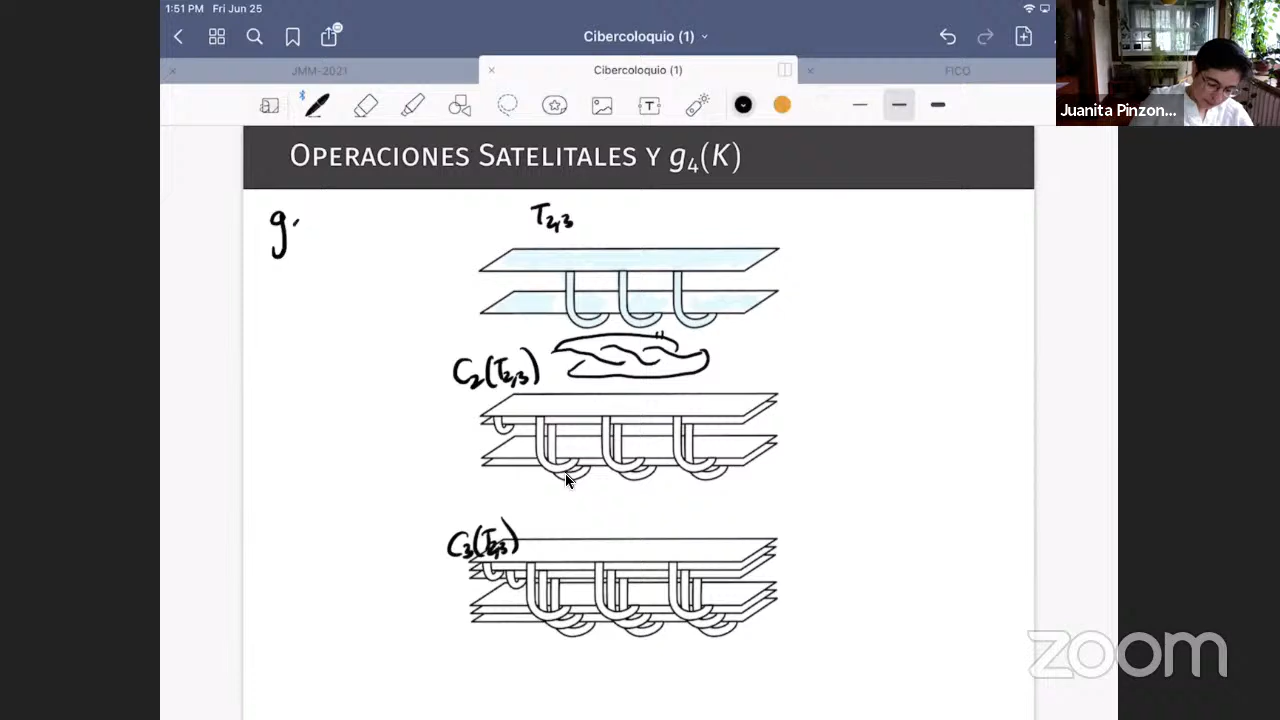 1:51 PM Fri Jun 25
Cibercoloquio (1)
JMM-2021
Cibercoloquio (1)
FICO
Juanita Pinzon...
OPERACIONES SATELITALES Y g₄(K)
g
T₂,₃
C₂(T₂,₃)
C₃(T₂,₃)
zoom